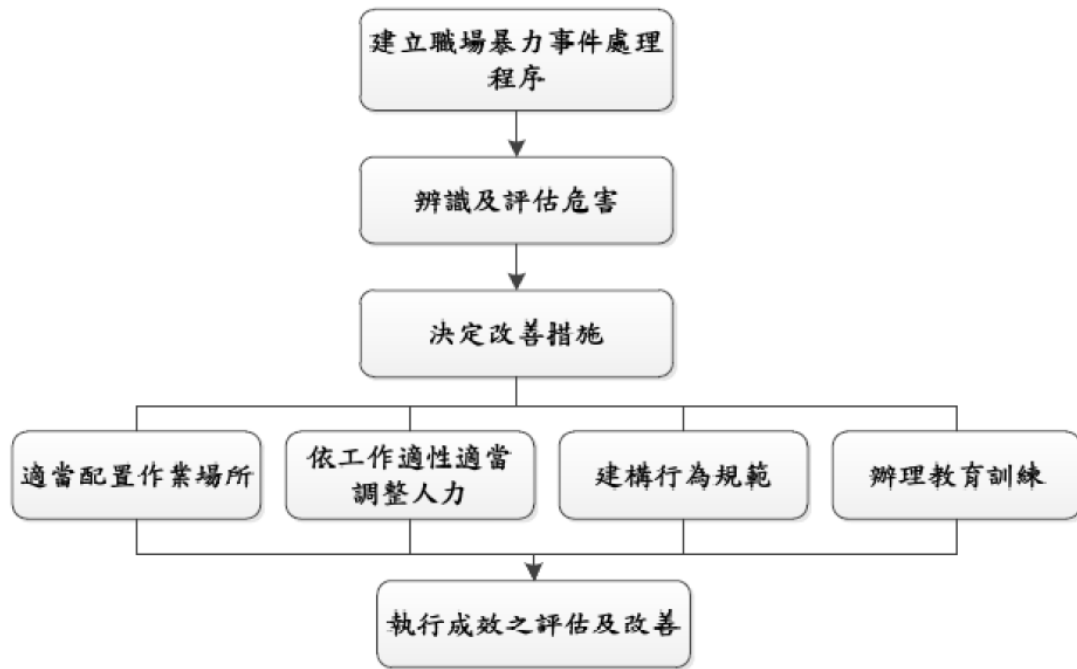 建立職場暴力事件處理
程序
辨識及評估危害
決定改善措施
適當配置作業場所
依工作適性適當
調整人力
建構行為規範
辦理教育訓練
執行成效之評估及改善